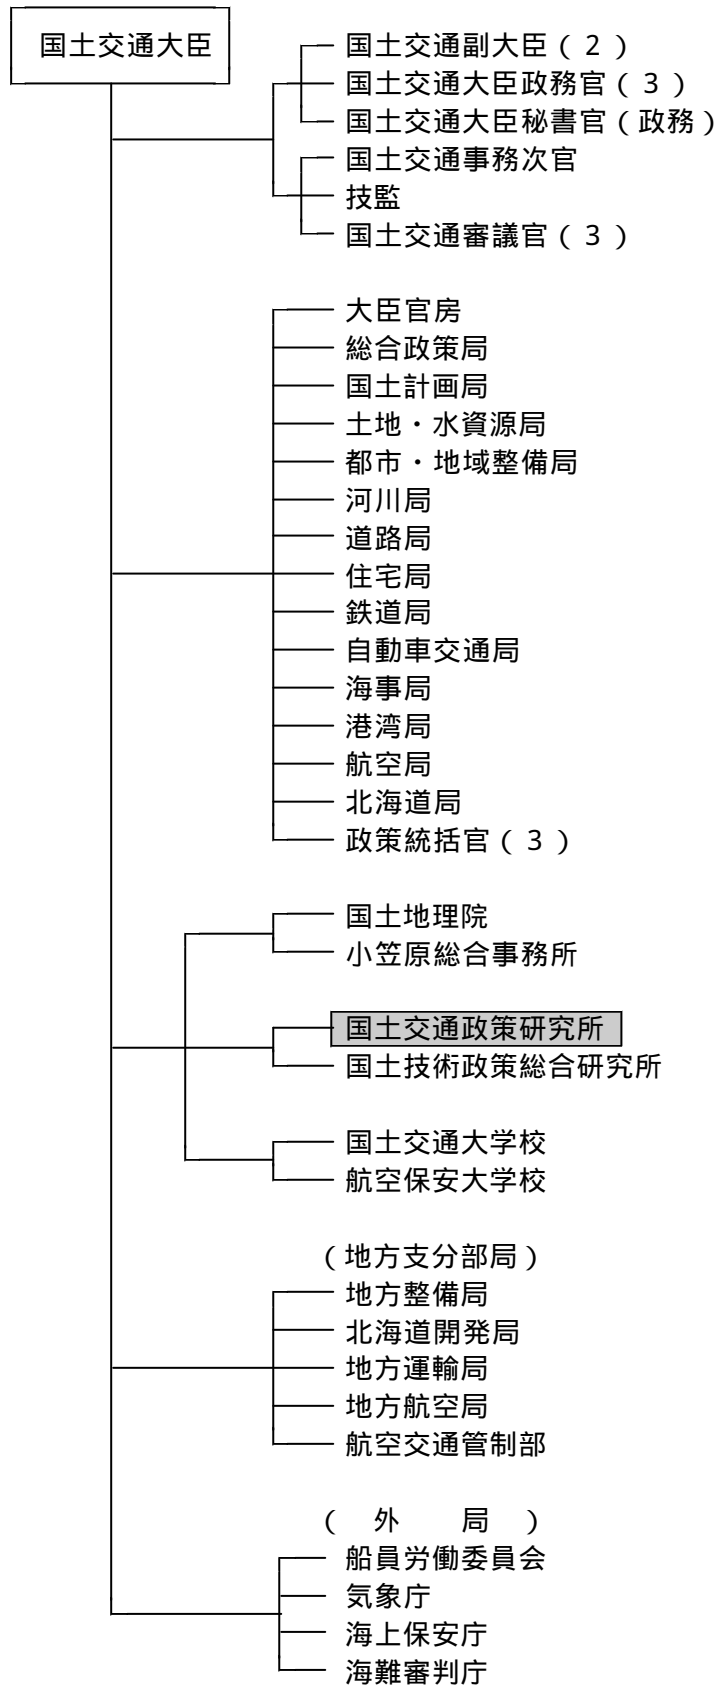 国土交通大臣
国土交通副大臣（２）
国土交通大臣政務官（３）
国土交通大臣秘書官（政務）
国土交通事務次官
技監
国土交通審議官（３）
大臣官房
総合政策局
国土計画局
土地・水資源局
都市・地域整備局
河川局
道路局
住宅局
鉄道局
自動車交通局
海事局
港湾局
航空局
北海道局
政策統括官（３）
国土地理院
小笠原総合事務所
国土交通政策研究所
国土技術政策総合研究所
国土交通大学校
航空保安大学校
（地方支分部局）
地方整備局
北海道開発局
地方運輸局
地方航空局
航空交通管制部
（　外　　局　）
船員労働委員会
気象庁
海上保安庁
海難審判庁